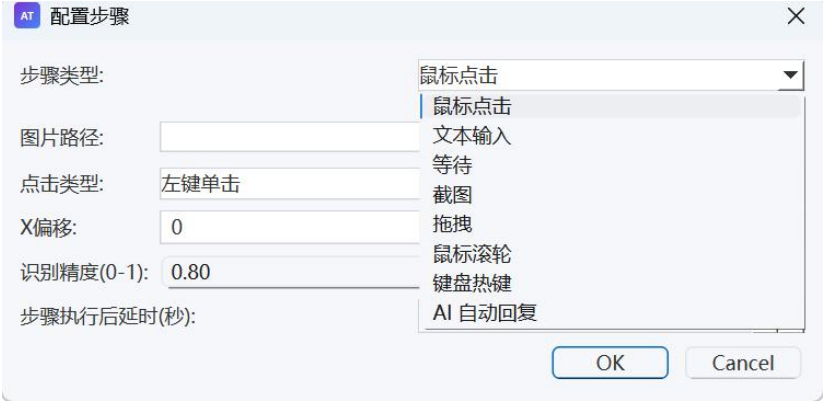 AT 配置步骤
步骤类型: 鼠标点击
鼠标点击
文本输入
等待
截图
拖拽
鼠标滚轮
键盘热键
AI 自动回复
图片路径:
点击类型: 左键单击
X偏移: 0
识别精度(0-1): 0.80
步骤执行后延时(秒):
OK Cancel